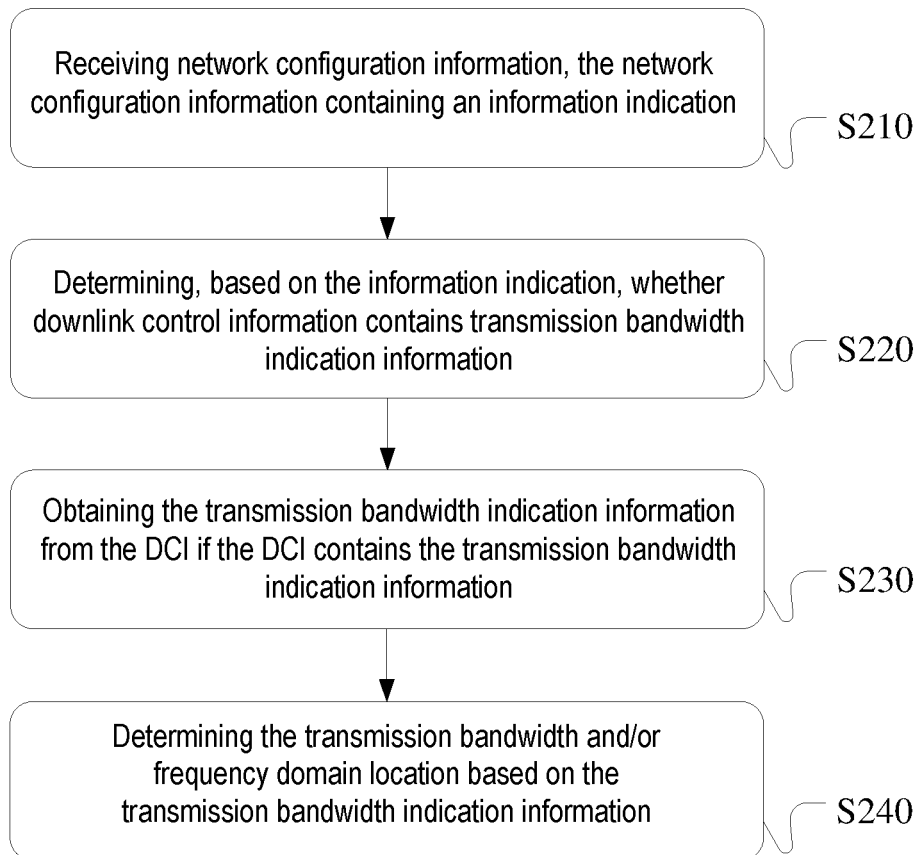 Receiving network configuration information, the network
configuration information containing an information indication
S210
Determining, based on the information indication, whether
downlink control information contains transmission bandwidth
indication information
S220
Obtaining the transmission bandwidth indication information
from the DCI if the DCI contains the transmission bandwidth
indication information
S230
Determining the transmission bandwidth and/or
frequency domain location based on the
transmission bandwidth indication information
S240